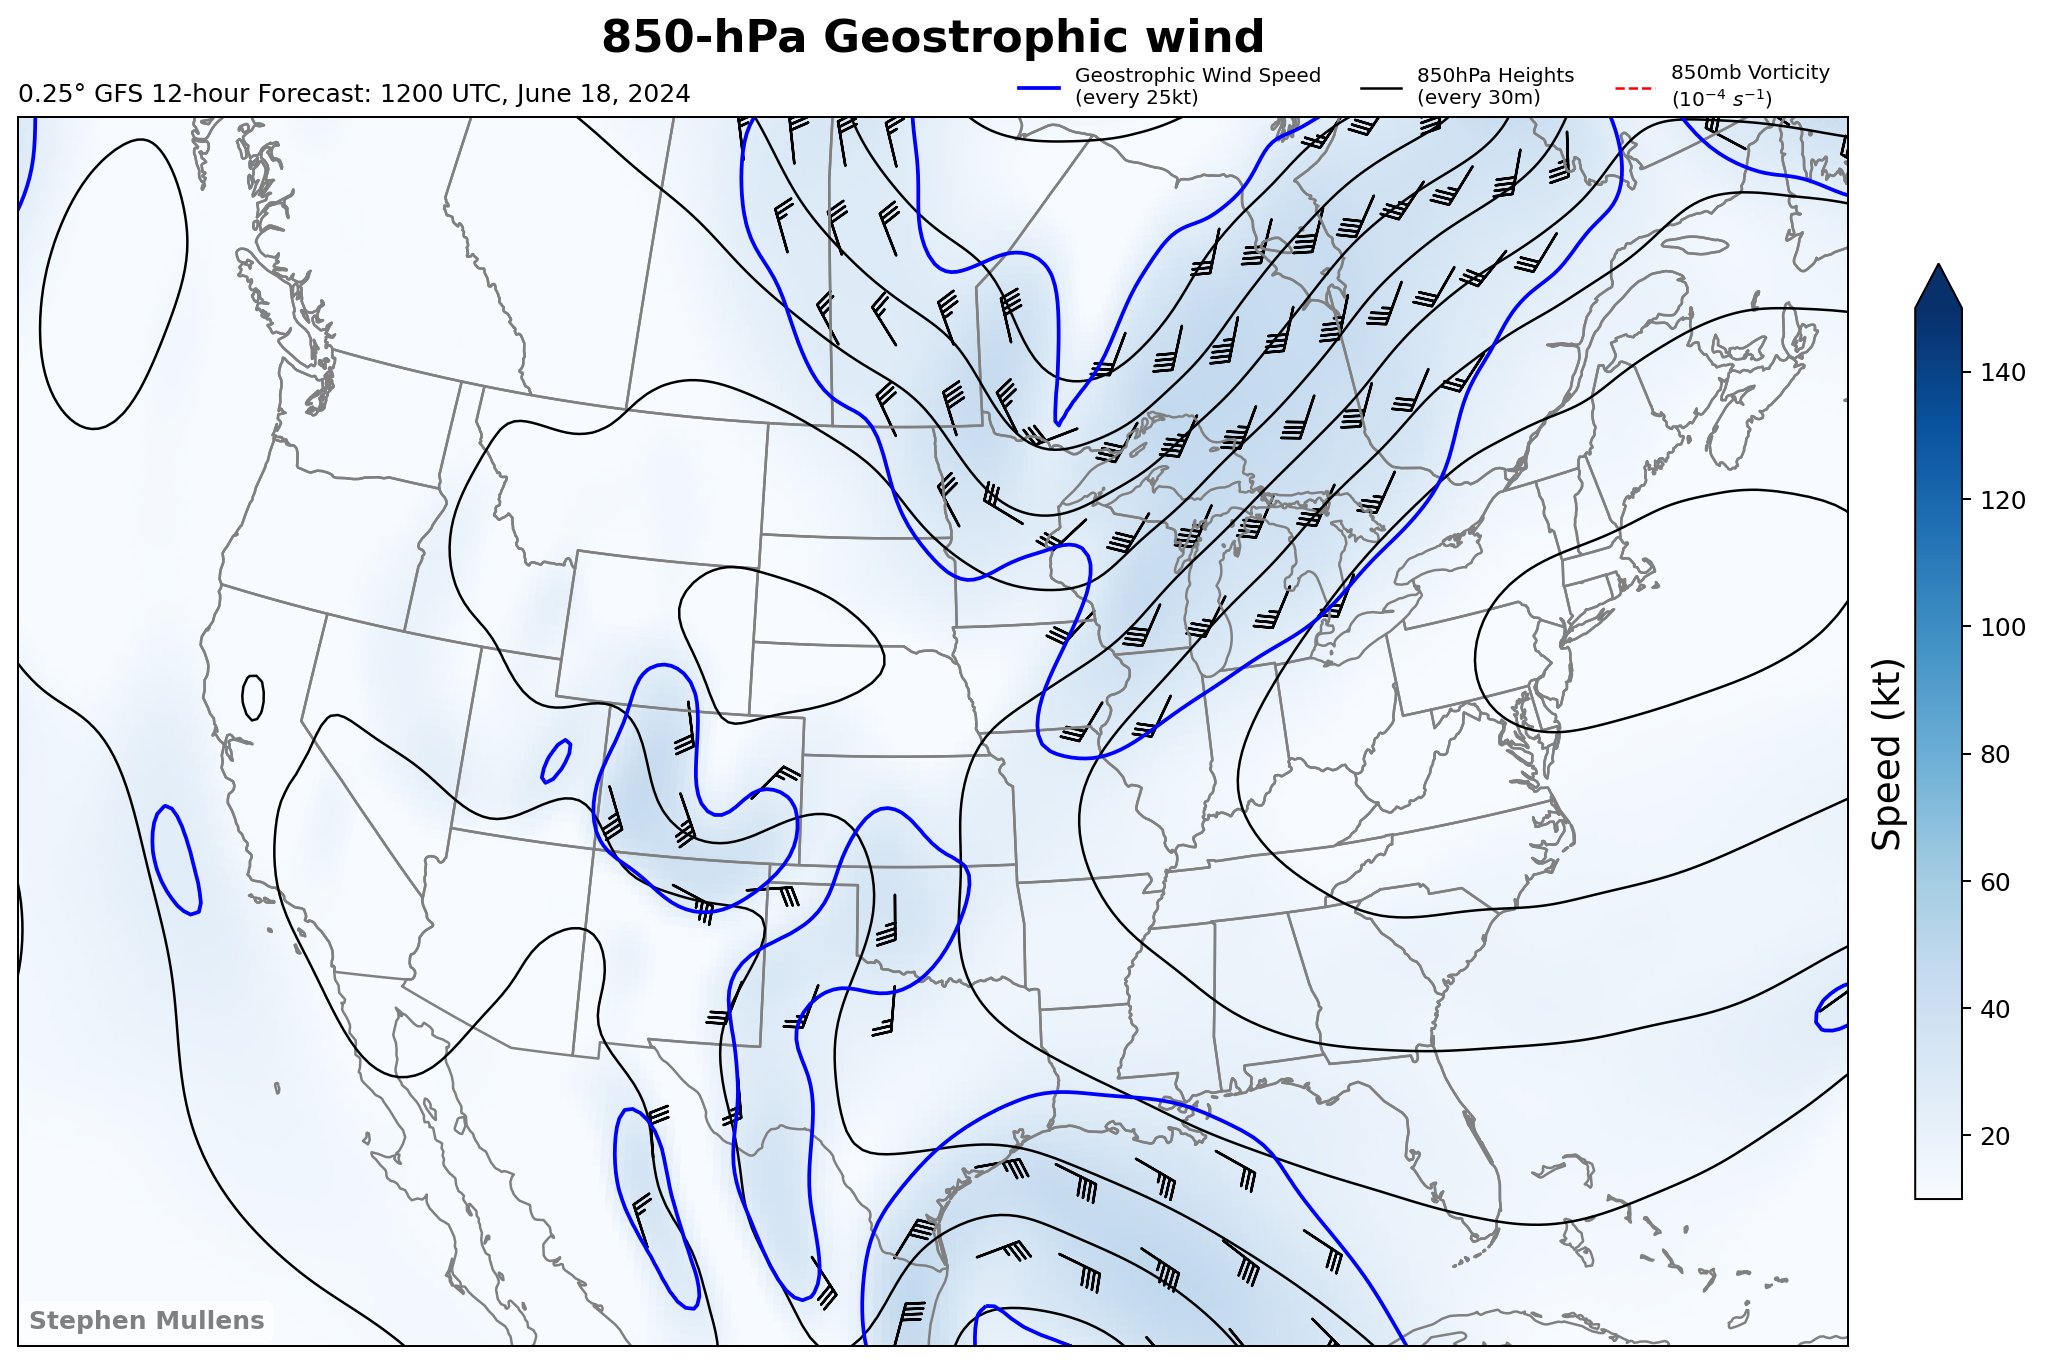 850-hPa Geostrophic wind
0.25° GFS 12-hour Forecast: 1200 UTC, June 18, 2024
Geostrophic Wind Speed
(every 25kt)
850hPa Heights
(every 30m)
850mb Vorticity
(10⁻⁴ s⁻¹)
140
120
100
80
60
40
20
Speed (kt)
Stephen Mullens